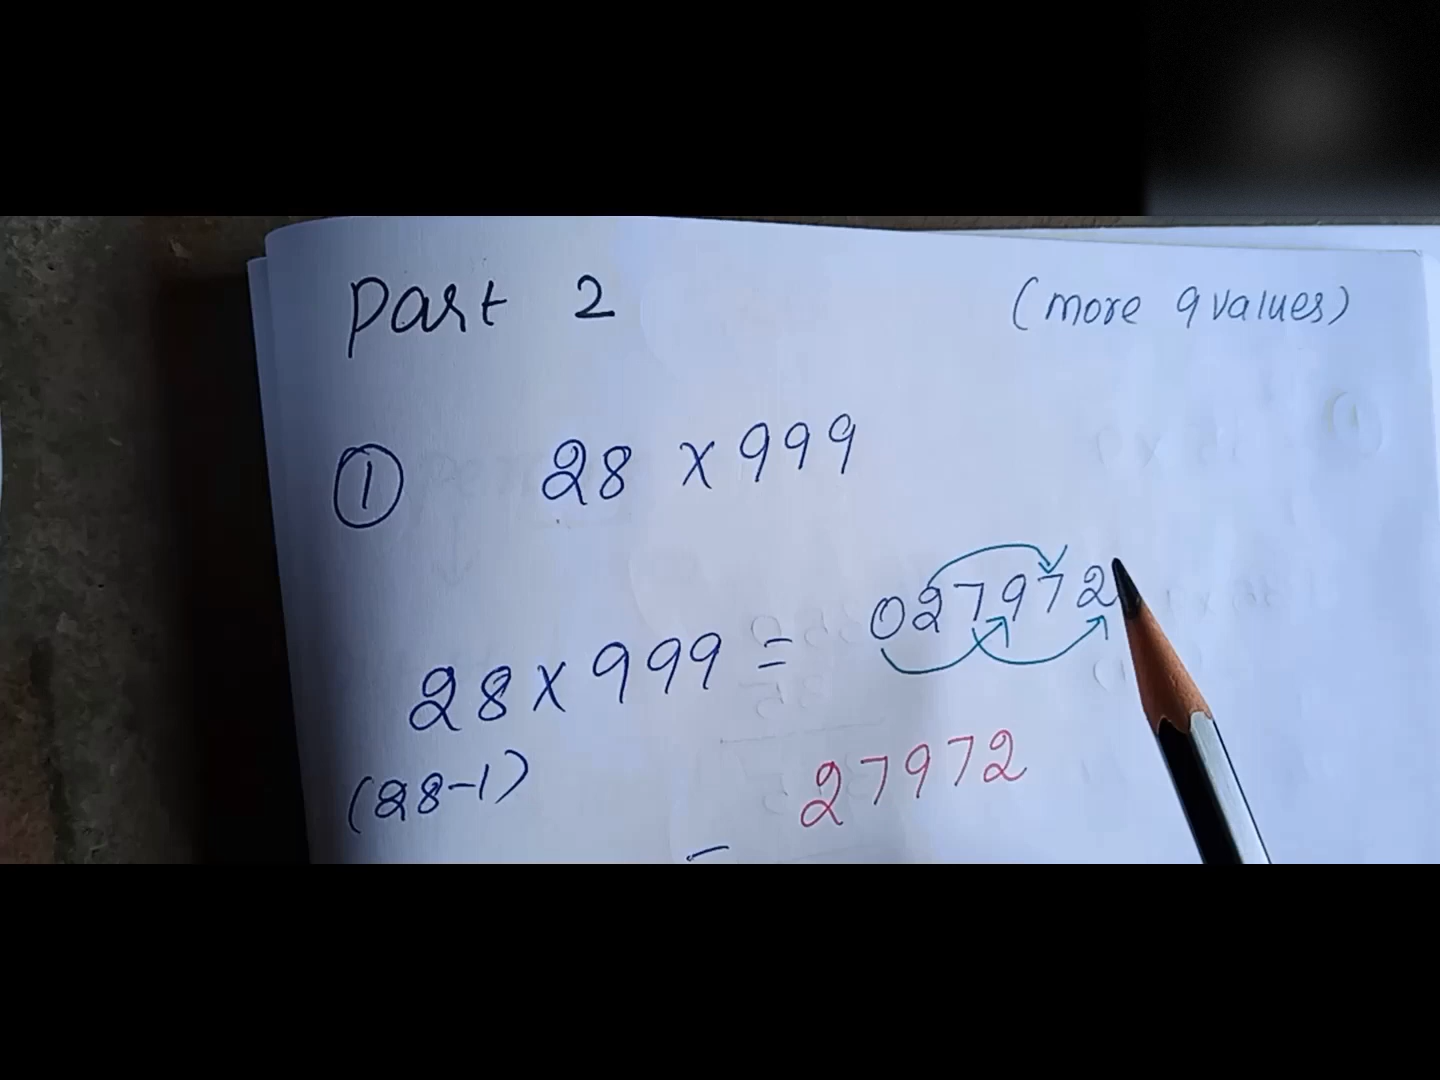 Part 2 (more 9 values)
① 28 x 999
28 x 999 = 027972
(28-1)
27972